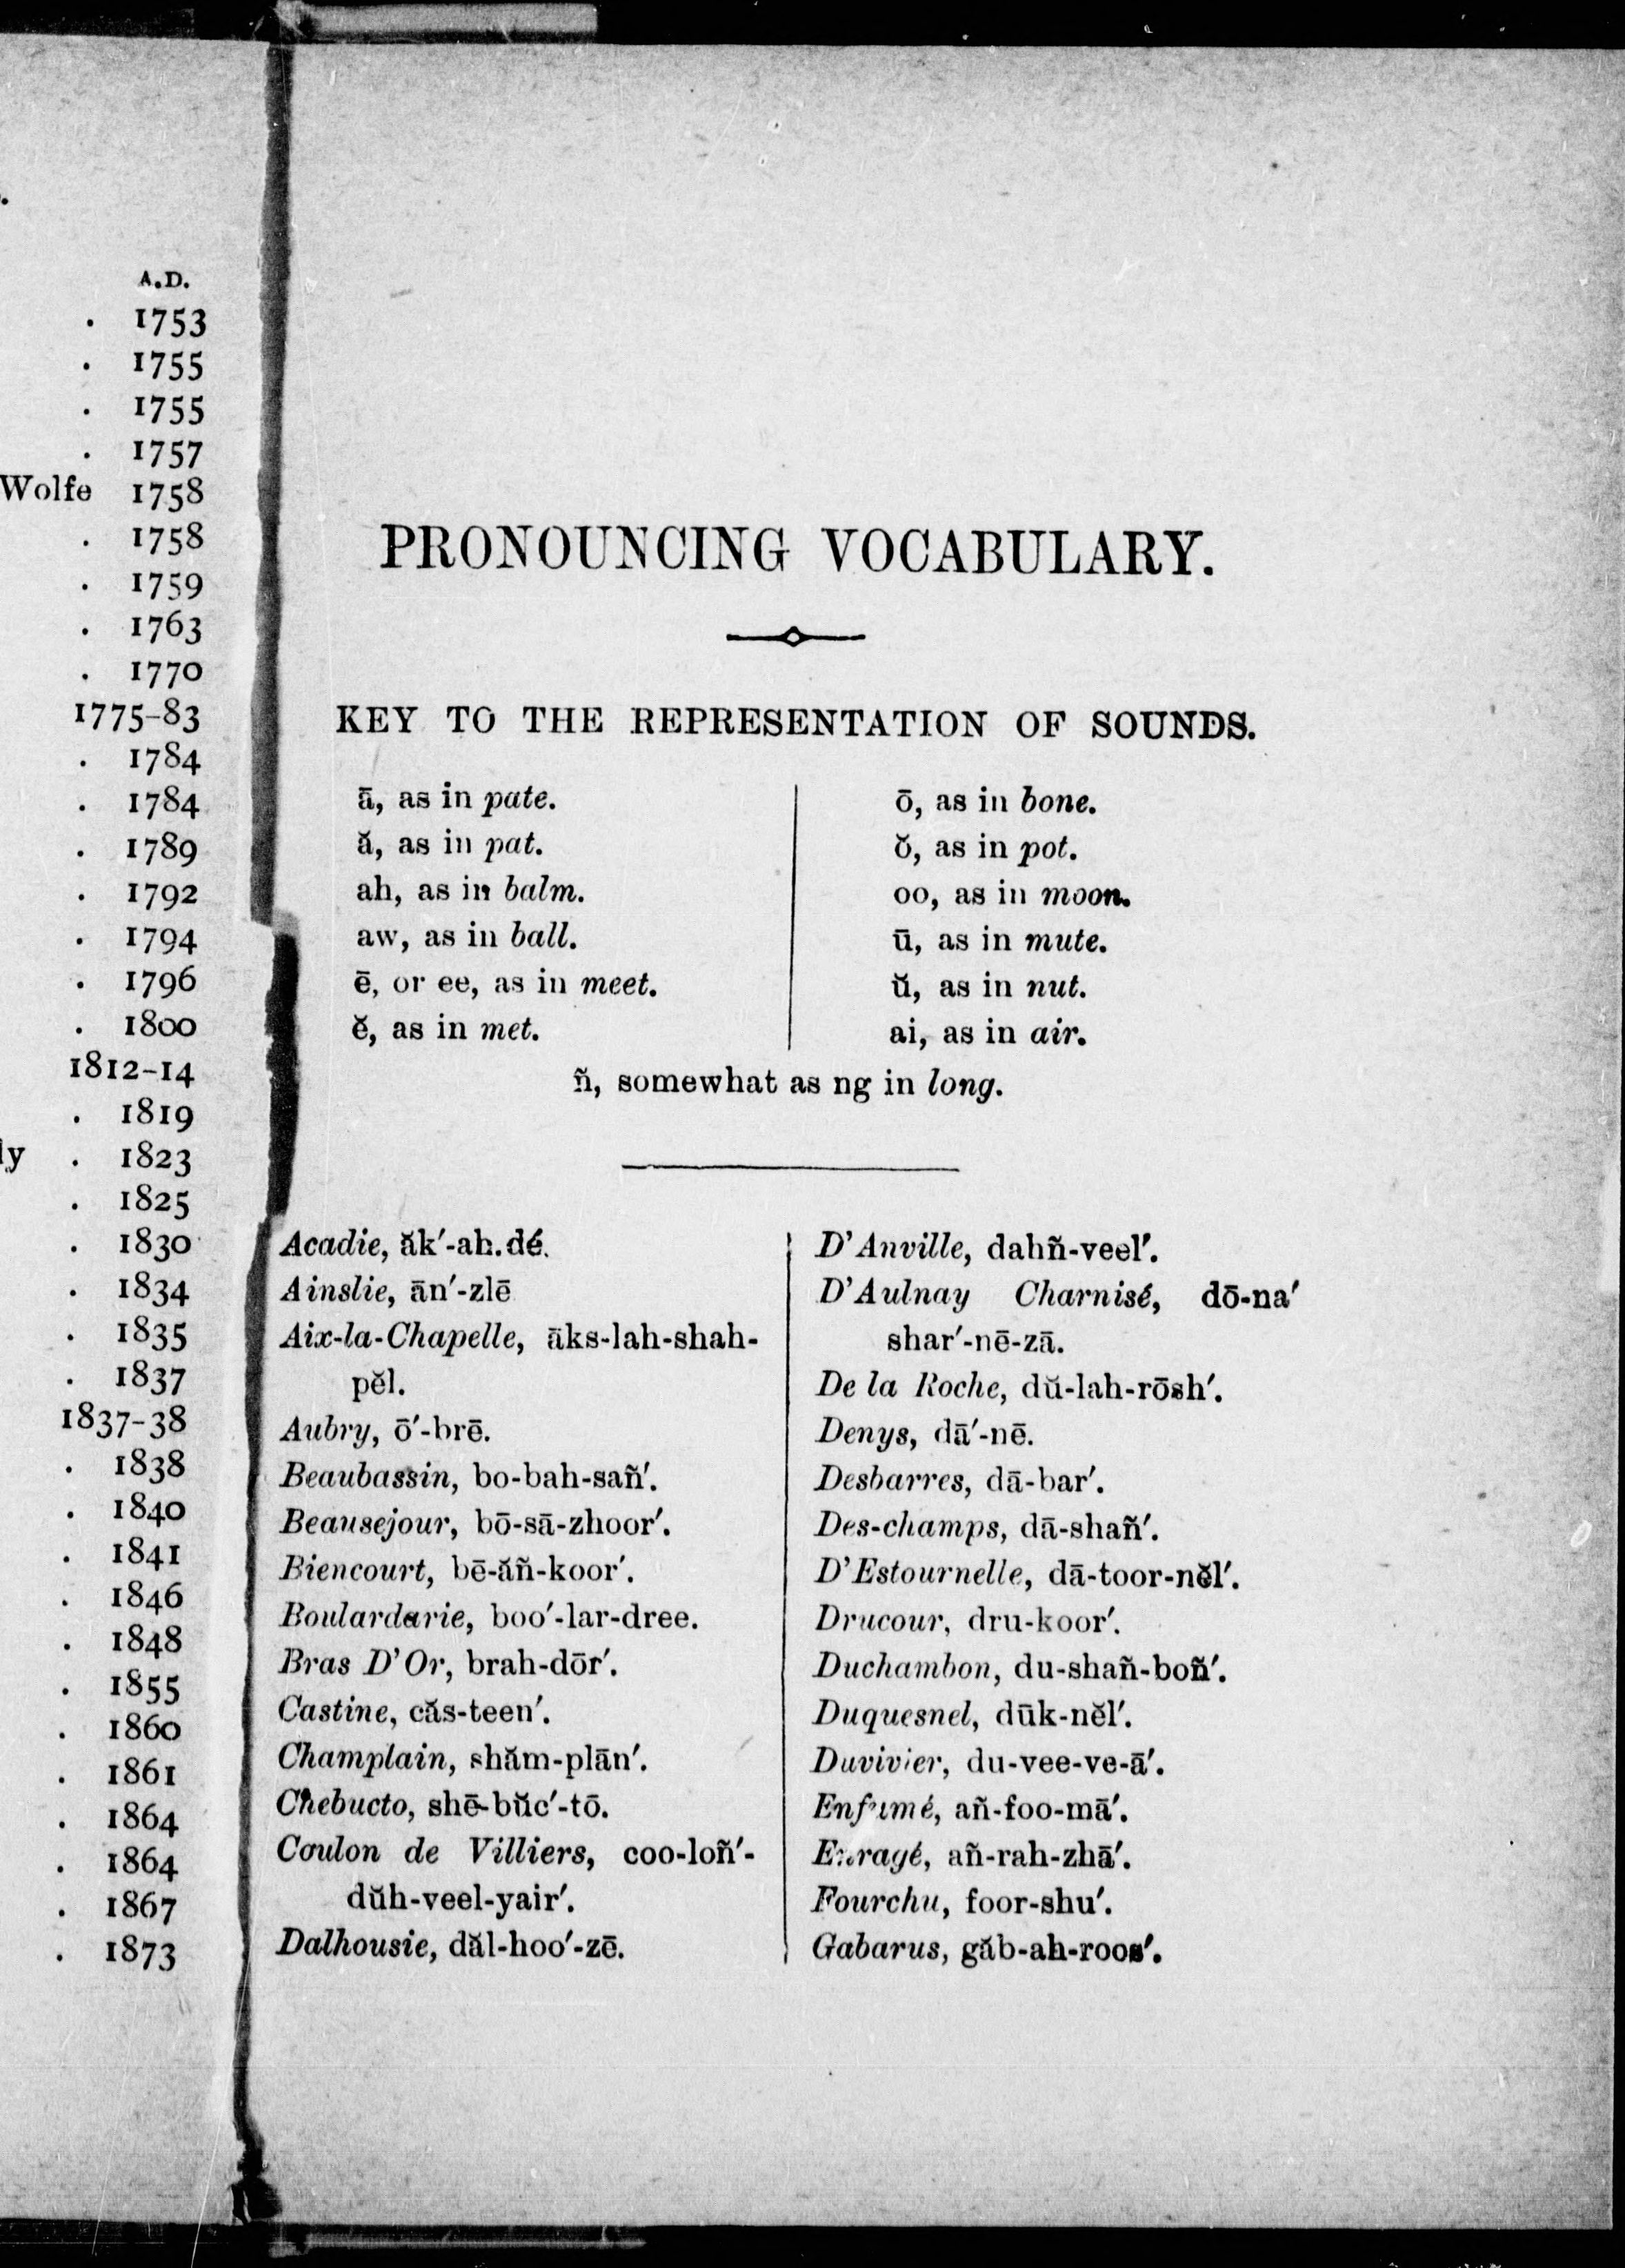 A.D.
. 1753
. 1755
. 1755
. 1757
Wolfe 1758
. 1758
. 1759
. 1763
. 1770
1775-83
. 1784
. 1784
. 1789
. 1792
. 1794
. 1796
. 1800
1812-14
. 1819
ly . 1823
. 1825
. 1830
. 1834
. 1835
. 1837
1837-38
. 1838
. 1840
. 1841
. 1846
. 1848
. 1855
. 1860
. 1861
. 1864
. 1864
. 1867
. 1873
PRONOUNCING VOCABULARY.
KEY TO THE REPRESENTATION OF SOUNDS.
ā, as in pate.
ă, as in pat.
ah, as in balm.
aw, as in ball.
ē, or ee, as in meet.
ĕ, as in met.
ō, as in bone.
ŏ, as in pot.
oo, as in moon.
ū, as in mute.
ŭ, as in nut.
ai, as in air.
ñ, somewhat as ng in long.
Acadie, ăk′-ah.dé.
Ainslie, ān′-zlē
Aix-la-Chapelle, āks-lah-shah-
pĕl.
Aubry, ō′-brē.
Beaubassin, bo-bah-sañ′.
Beausejour, bō-sā-zhoor′.
Biencourt, bē-ăñ-koor′.
Boulardarie, boo′-lar-dree.
Bras D'Or, brah-dōr′.
Castine, căs-teen′.
Champlain, shăm-plān′.
Chebucto, shē-bŭc′-tō.
Coulon de Villiers, coo-loñ′-
dŭh-veel-yair′.
Dalhousie, dăl-hoo′-zē.
D'Anville, dahñ-veel′.
D'Aulnay Charnisé, dō-na′
shar′-nē-zā.
De la Roche, dŭ-lah-rōsh′.
Denys, dā′-nē.
Desbarres, dā-bar′.
Des-champs, dā-shañ′.
D'Estournelle, dā-toor-nĕl′.
Drucour, dru-koor′.
Duchambon, du-shañ-boñ′.
Duquesnel, dūk-nĕl′.
Duvivier, du-vee-ve-ā′.
Enfumé, añ-foo-mā′.
Enragé, añ-rah-zhā′.
Fourchu, foor-shu′.
Gabarus, găb-ah-roos′.